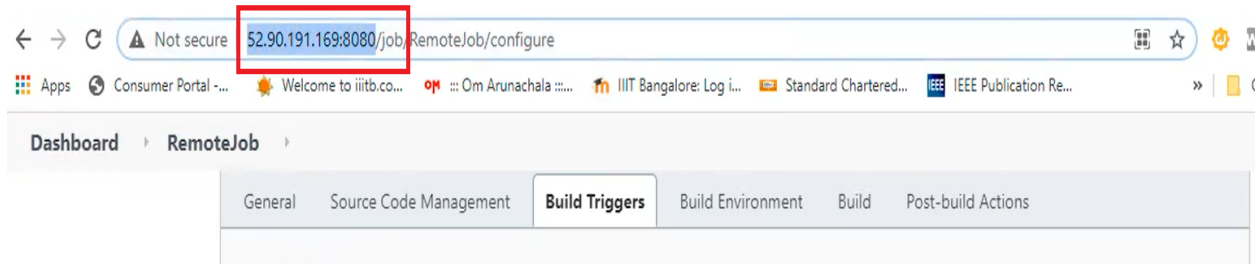 Not secure 52.90.191.169:8080/job/RemoteJob/configure
Apps Consumer Portal -... Welcome to iiitb.co... OM ::: Om Arunachala ::... IIIT Bangalore: Log i... Standard Chartered... IEEE IEEE Publication Re... »
Dashboard RemoteJob
General Source Code Management Build Triggers Build Environment Build Post-build Actions